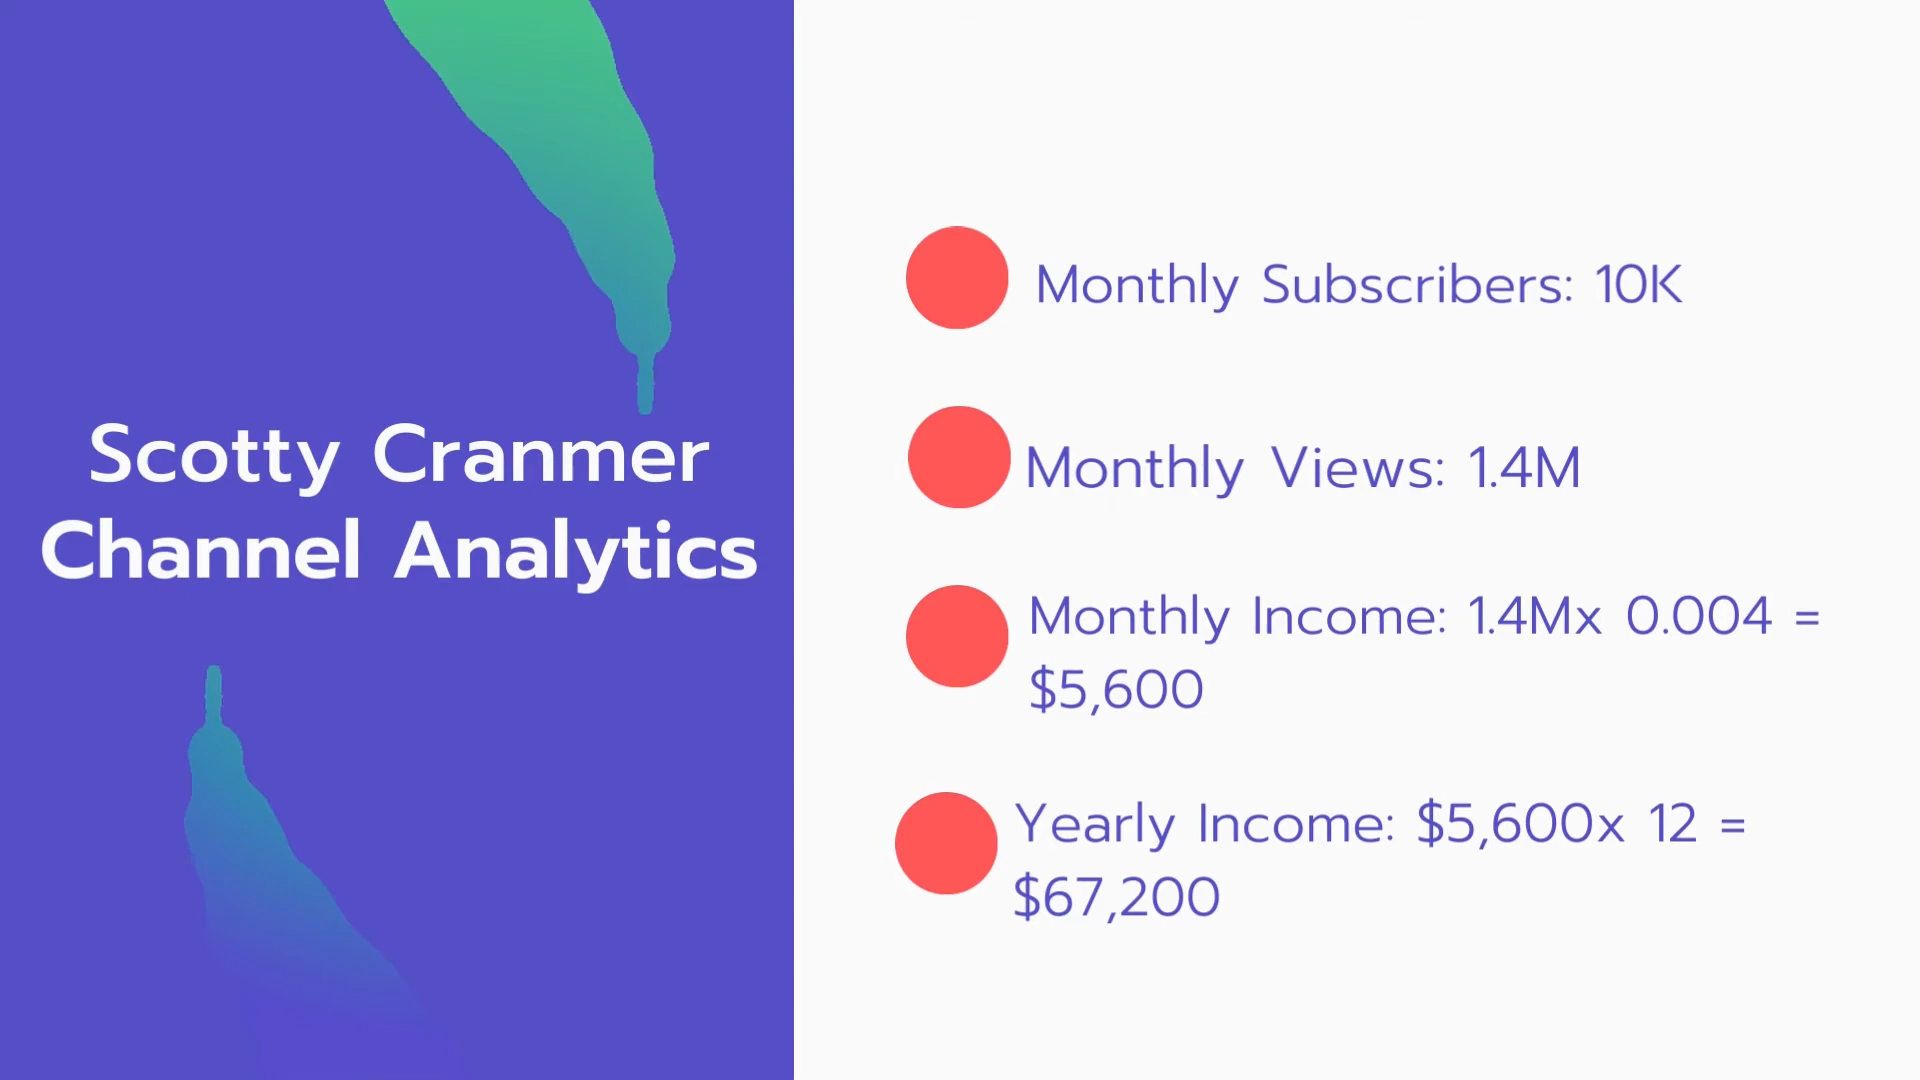 Scotty Cranmer
Channel Analytics
Monthly Subscribers: 10K
Monthly Views: 1.4M
Monthly Income: 1.4Mx 0.004 =
$5,600
Yearly Income: $5,600x 12 =
$67,200